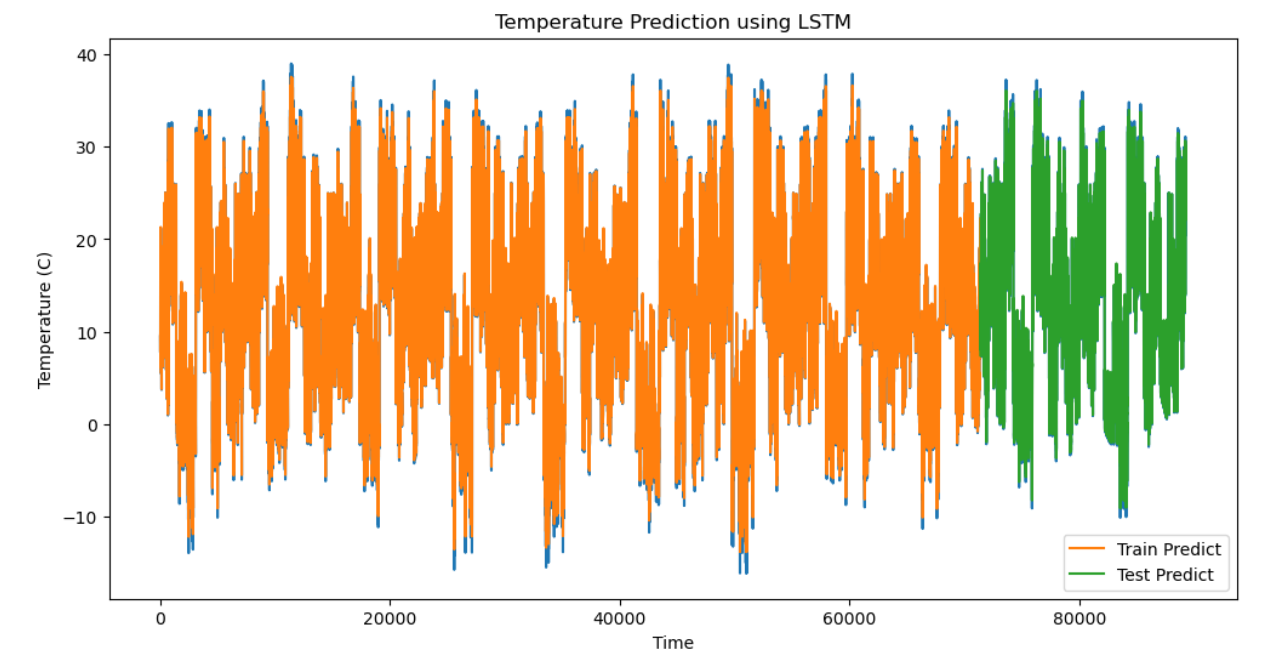 Temperature Prediction using LSTM
40
30
20
10
0
−10
Temperature (C)
0 20000 40000 60000 80000
Time
Train Predict
Test Predict